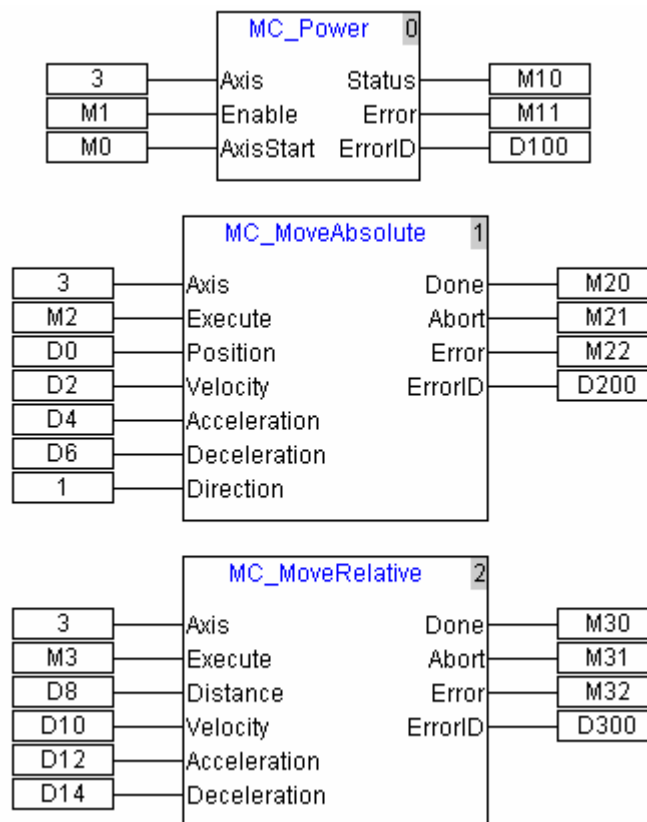 MC_Power 0
3 Axis Status M10
M1 Enable Error M11
M0 AxisStart ErrorID D100
MC_MoveAbsolute 1
3 Axis Done M20
M2 Execute Abort M21
D0 Position Error M22
D2 Velocity ErrorID D200
D4 Acceleration
D6 Deceleration
1 Direction
MC_MoveRelative 2
3 Axis Done M30
M3 Execute Abort M31
D8 Distance Error M32
D10 Velocity ErrorID D300
D12 Acceleration
D14 Deceleration